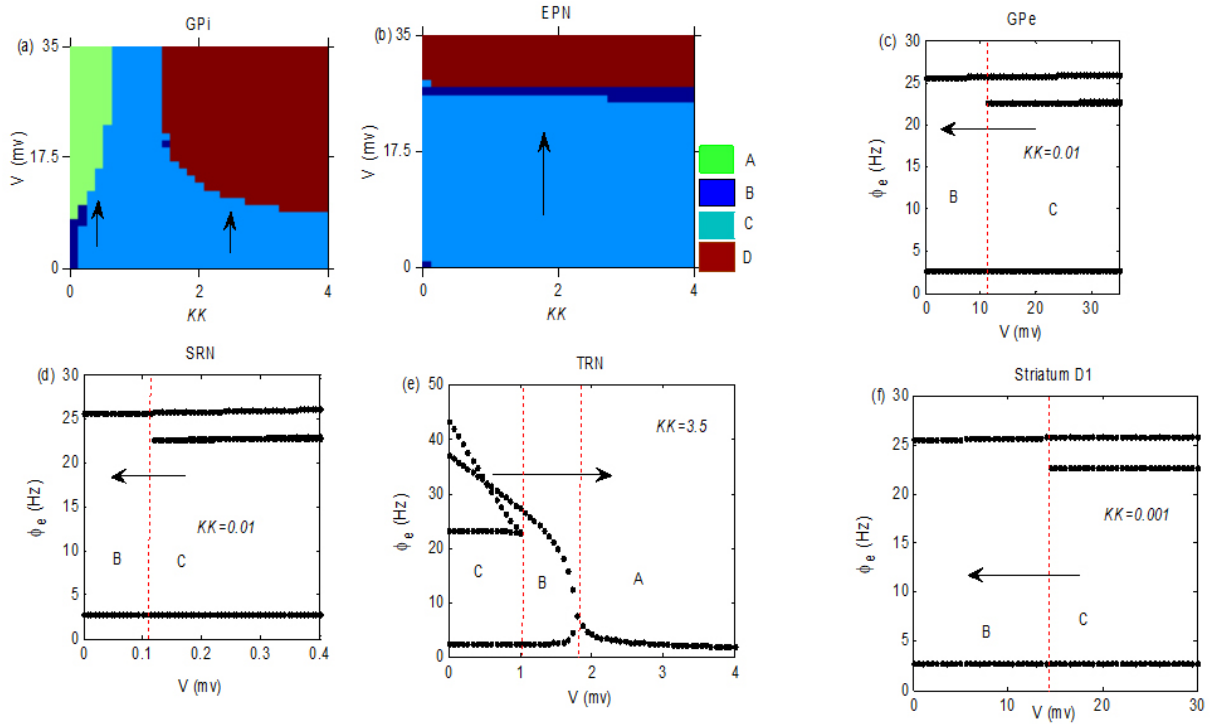 GPi
(a)
35
17.5
0
V (mv)
0
2
4
KK
EPN
(b)
35
17.5
0
V (mv)
0
2
4
KK
A
B
C
D
GPe
(c)
30
25
20
15
10
5
0
ϕe (Hz)
KK=0.01
B
C
0
10
20
30
V (mv)
SRN
(d)
30
25
20
15
10
5
0
ϕe (Hz)
KK=0.01
B
C
0
0.1
0.2
0.3
0.4
V (mv)
TRN
(e)
50
40
30
20
10
0
ϕe (Hz)
KK=3.5
C
B
A
0
1
2
3
4
V (mv)
Striatum D1
(f)
30
25
20
15
10
5
0
ϕe (Hz)
KK=0.001
B
C
0
10
20
30
V (mv)